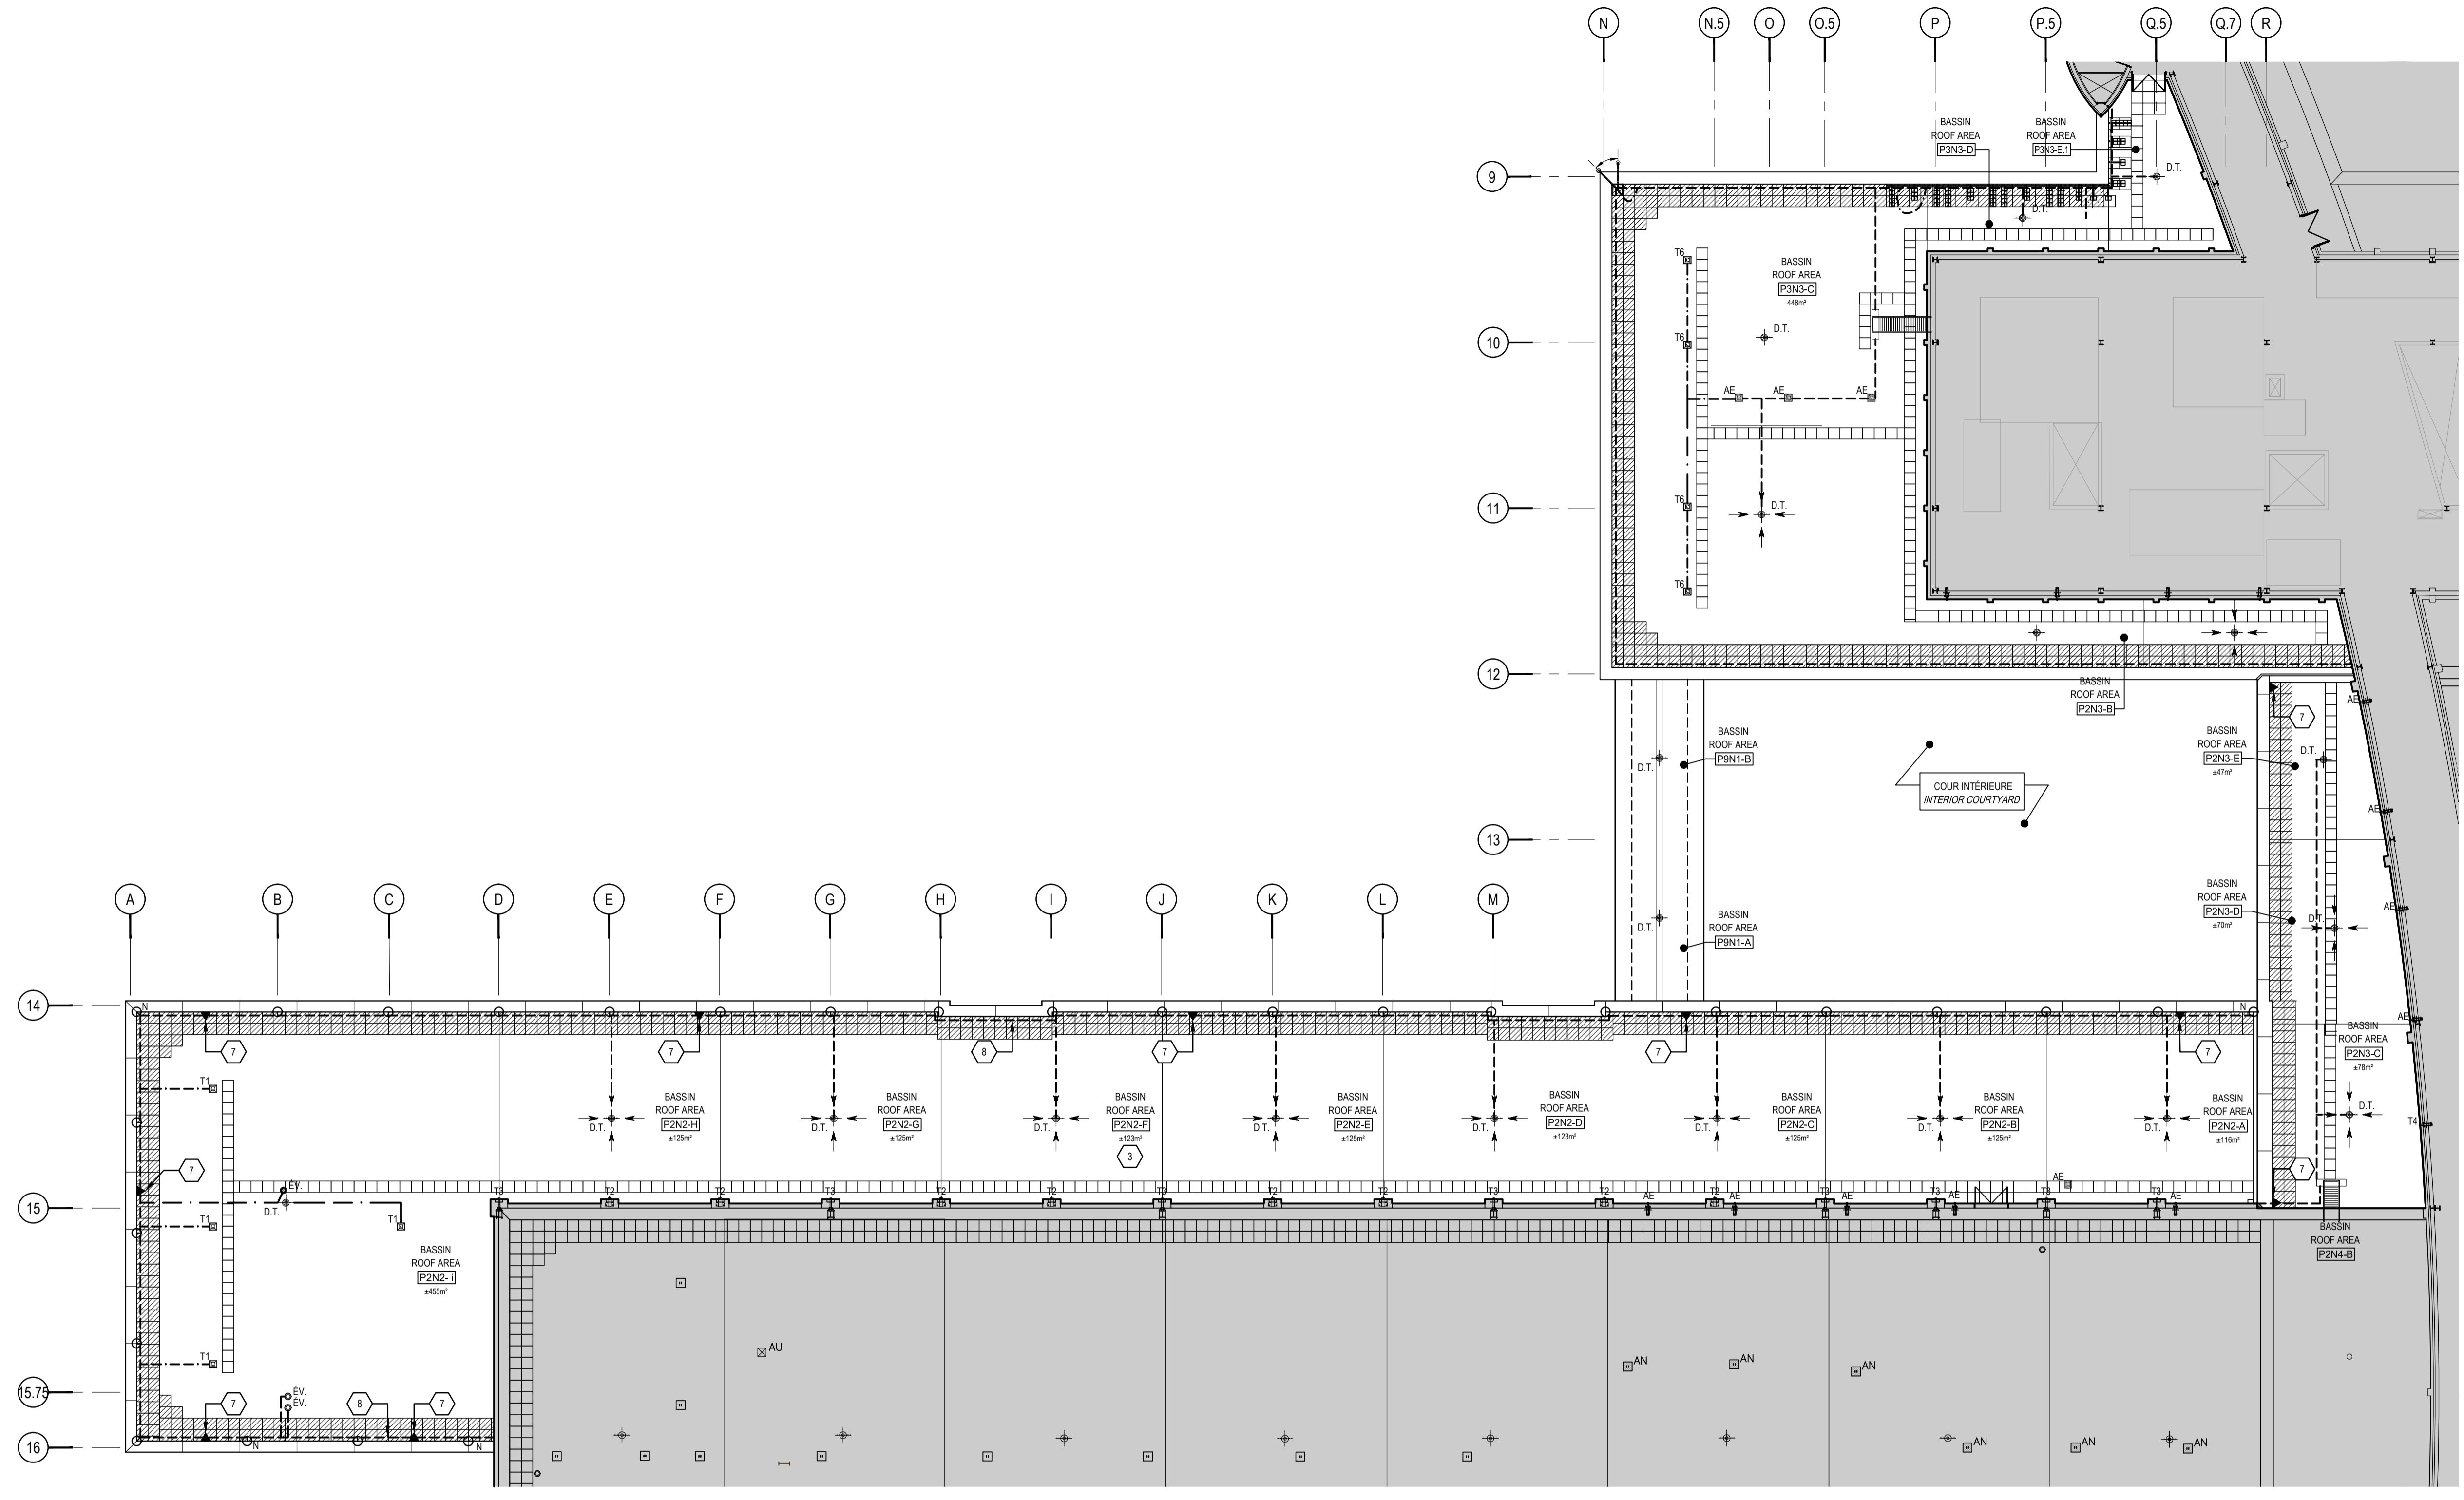 N
N.5
O
O.5
P
P.5
Q.5
Q.7
R
BASSIN
ROOF AREA
P3N3-D
BASSIN
ROOF AREA
P3N3-E.1
D.T.
9
D.T.
T6
BASSIN
ROOF AREA
P3N3-C
448m²
D.T.
T6
10
AE
AE
AE
T6
D.T.
11
T6
12
BASSIN
ROOF AREA
P2N3-B
AE
7
BASSIN
ROOF AREA
P9N1-B
D.T.
BASSIN
ROOF AREA
P2N3-E
±47m²
D.T.
COUR INTÉRIEURE
INTERIOR COURTYARD
AE
13
BASSIN
ROOF AREA
P2N3-D
±70m²
D.T.
AE
A
B
C
D
E
F
G
H
I
J
K
L
M
BASSIN
ROOF AREA
P9N1-A
D.T.
14
N
N
AE
BASSIN
ROOF AREA
P2N3-C
±78m²
7
7
8
7
7
7
T1
D.T.
BASSIN
ROOF AREA
P2N2-H
±125m²
D.T.
BASSIN
ROOF AREA
P2N2-G
±125m²
D.T.
BASSIN
ROOF AREA
P2N2-F
±123m²
3
D.T.
BASSIN
ROOF AREA
P2N2-E
±125m²
D.T.
BASSIN
ROOF AREA
P2N2-D
±123m²
D.T.
BASSIN
ROOF AREA
P2N2-C
±125m²
D.T.
BASSIN
ROOF AREA
P2N2-B
±125m²
D.T.
BASSIN
ROOF AREA
P2N2-A
±116m²
D.T.
T4
7
7
ÉV.
D.T.
AE
T3
T2
T2
T3
T2
T2
T3
T2
T2
T3
T2
T2
T3
T3
T3
T3
AE
AE
AE
AE
AE
15
T1
T1
BASSIN
ROOF AREA
P2N2- i
±455m²
BASSIN
ROOF AREA
P2N4-B
T1
H
AU
H AN
H AN
H AN
15.75
ÉV.
ÉV.
7
8
7
H
16
N
N
H
H
H
H
H
H
H
H
H AN
H AN
H AN